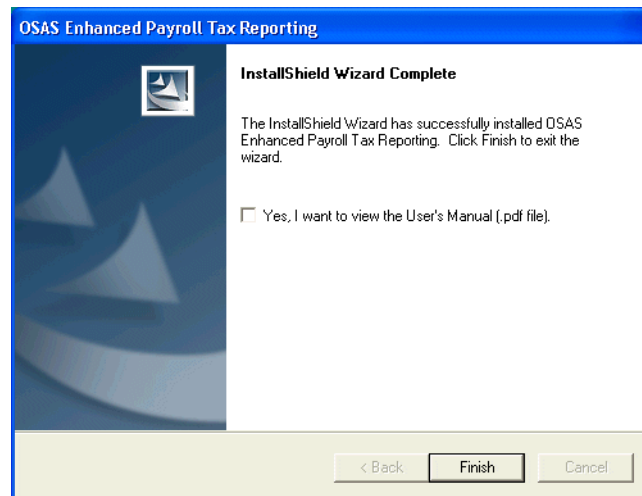 OSAS Enhanced Payroll Tax Reporting
InstallShield Wizard Complete
The InstallShield Wizard has successfully installed OSAS
Enhanced Payroll Tax Reporting. Click Finish to exit the
wizard.
Yes, I want to view the User's Manual (.pdf file).
< Back Finish Cancel